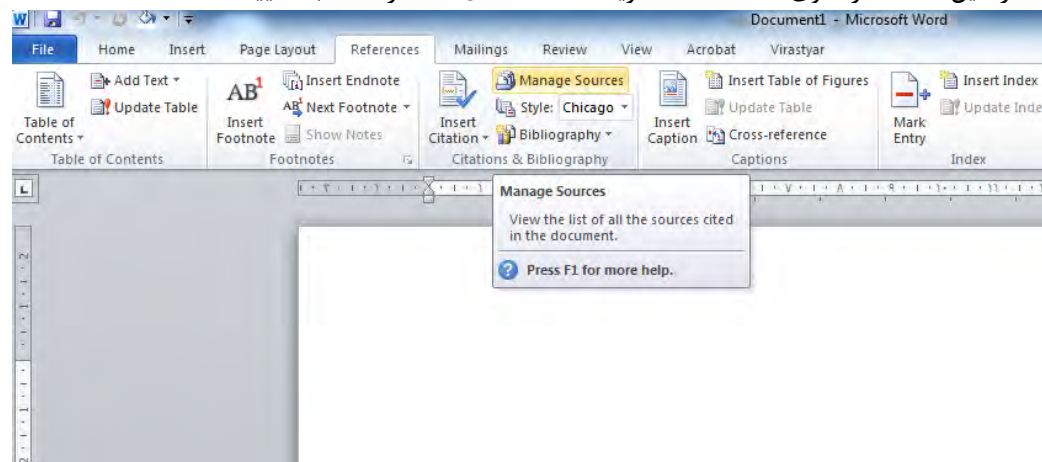 Document1 - Microsoft Word
File Home Insert Page Layout References Mailings Review View Acrobat Virastyar
Table of Contents
Add Text
Update Table
Table of Contents
AB1
Insert Footnote
Insert Endnote
AB1 Next Footnote
Show Notes
Footnotes
Insert Citation
Manage Sources
Style: Chicago
Bibliography
Citations & Bibliography
Insert Caption
Insert Table of Figures
Update Table
Cross-reference
Captions
Mark Entry
Insert Index
Update Inde
Index
Manage Sources
View the list of all the sources cited
in the document.
Press F1 for more help.